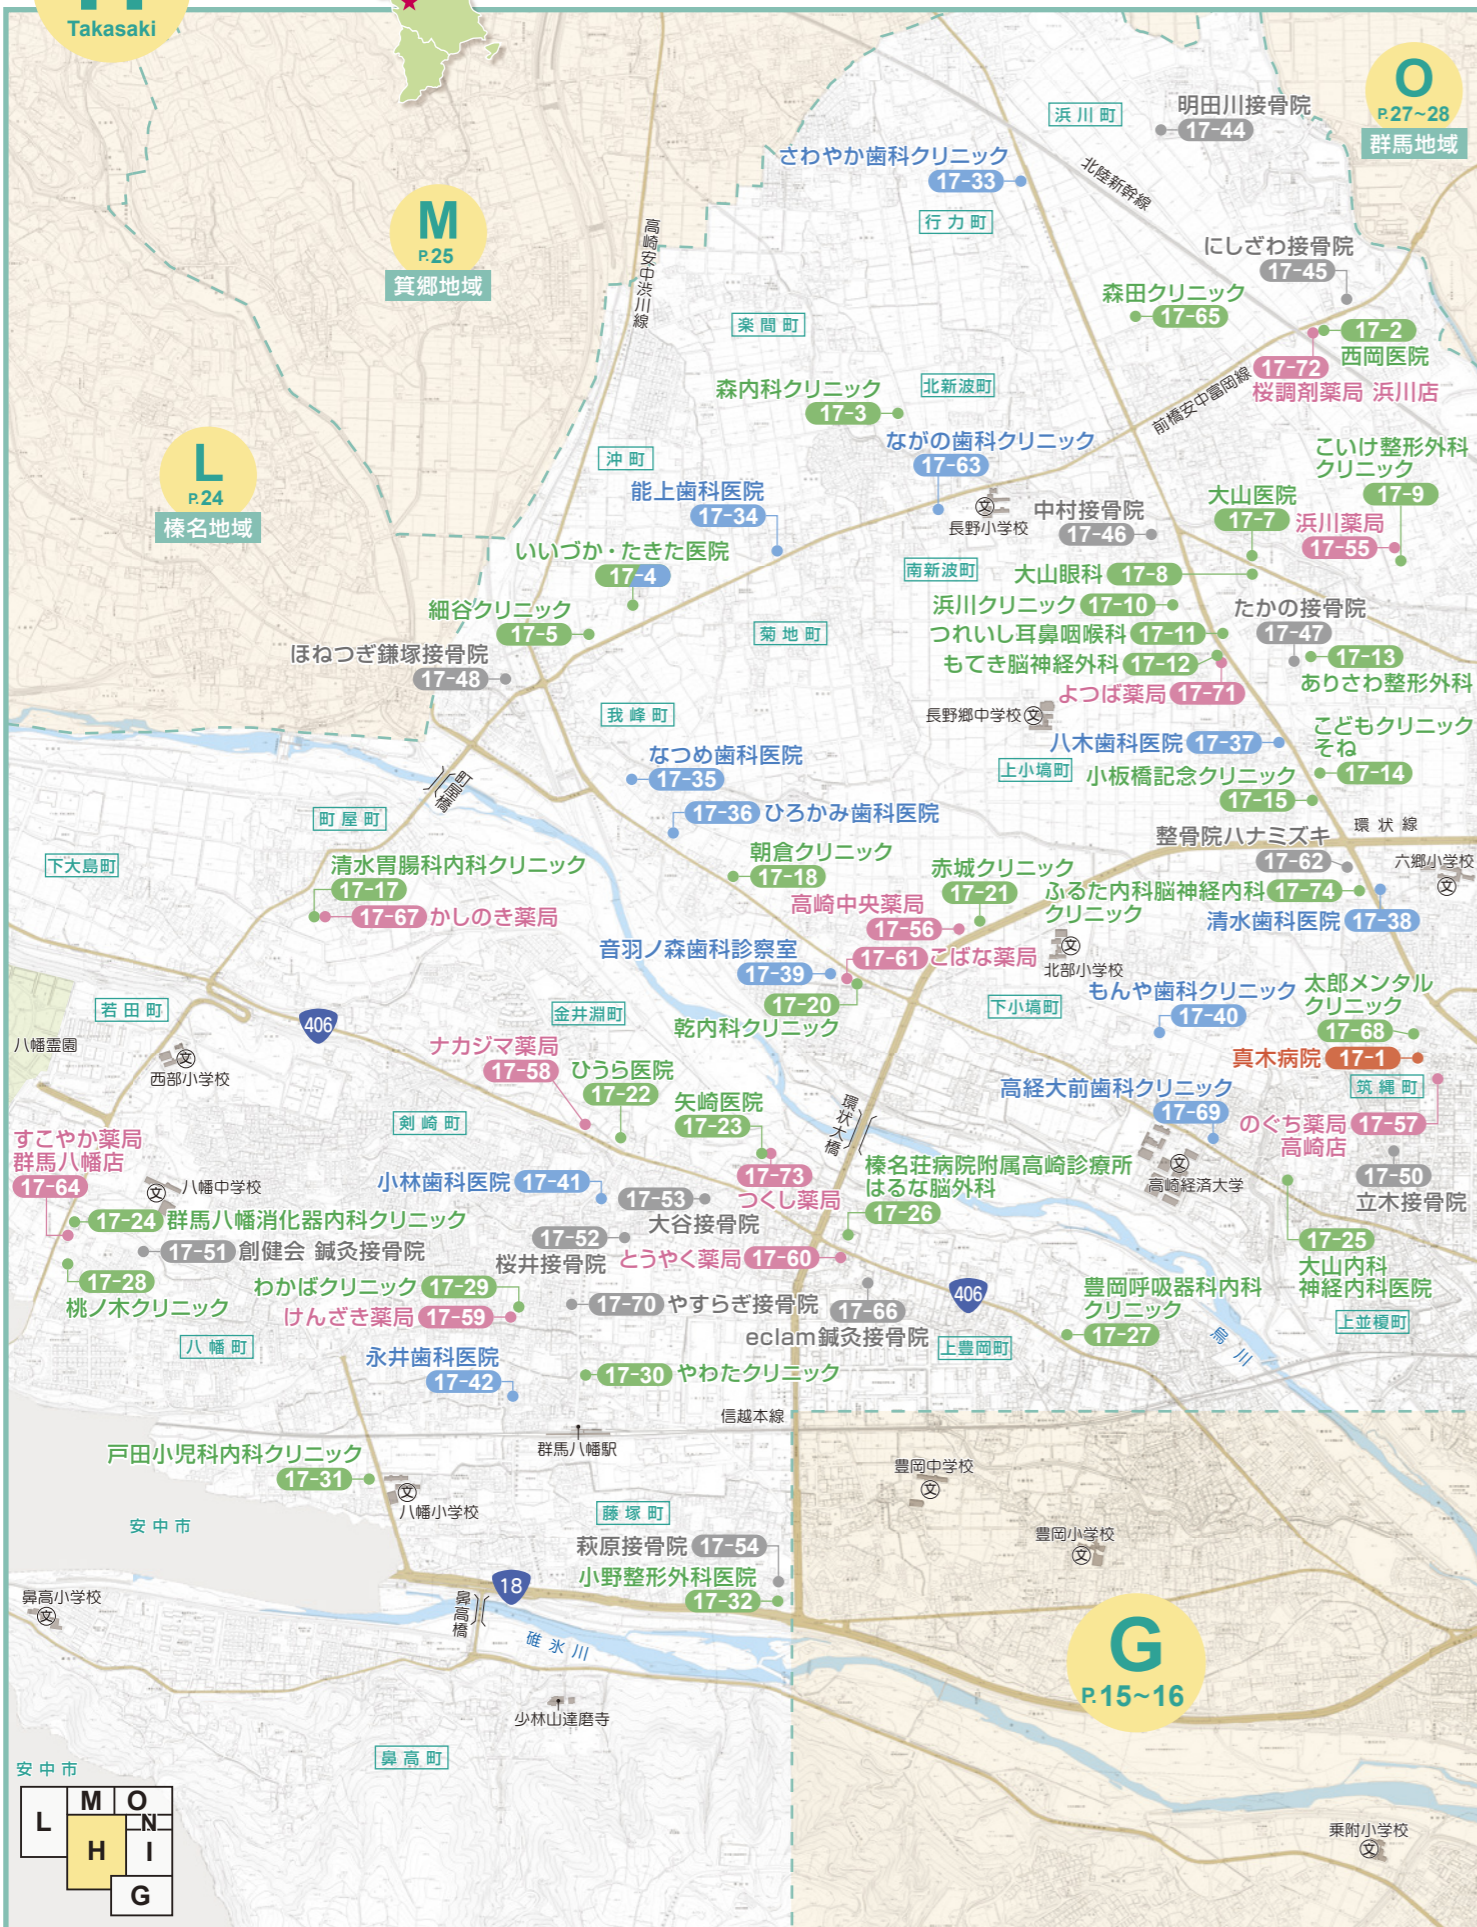 Takasaki
O
P.27~28
群馬地域
M
P.25
箕郷地域
L
P.24
榛名地域
浜川町
明田川接骨院
17-44
さわやか歯科クリニック
17-33
北陸新幹線
行力町
高崎安中渋川線
にしざわ接骨院
17-45
森田クリニック
17-65
楽間町
17-2
西岡医院
17-72
桜調剤薬局 浜川店
前橋安中富岡線
森内科クリニック
17-3
北新波町
ながの歯科クリニック
17-63
こいけ整形外科
クリニック
17-9
沖町
能上歯科医院
17-34
長野小学校
中村接骨院
17-46
大山医院
17-7
浜川薬局
17-55
いいづか・たきた医院
17-4
南新波町
大山眼科 17-8
細谷クリニック
17-5
菊地町
浜川クリニック 17-10
たかの接骨院
17-47
つれいし耳鼻咽喉科 17-11
もてき脳神経外科 17-12
17-13
ありさわ整形外科
ほねつぎ鎌塚接骨院
17-48
よつば薬局 17-71
我峰町
長野郷中学校
八木歯科医院 17-37
こどもクリニック
そね
17-14
なつめ歯科医院
17-35
上小塙町
小板橋記念クリニック
17-15
町屋橋
町屋町
17-36 ひろかみ歯科医院
整骨院ハナミズキ
17-62
環状線
六郷小学校
下大島町
清水胃腸科内科クリニック
17-17
17-67 かしのき薬局
朝倉クリニック
17-18
赤城クリニック
17-21
ふるた内科脳神経内科
クリニック
17-74
高崎中央薬局
17-56
清水歯科医院 17-38
音羽ノ森歯科診察室
17-39
17-61 こばな薬局
北部小学校
17-20
乾内科クリニック
下小塙町
もんや歯科クリニック
17-40
太郎メンタル
クリニック
17-68
若田町
406
金井淵町
八幡霊園
西部小学校
ナカジマ薬局
17-58
ひうら医院
17-22
真木病院 17-1
筑縄町
剣崎町
矢崎医院
17-23
環状大橋
高経大前歯科クリニック
17-69
のぐち薬局
高崎店
17-57
すこやか薬局
群馬八幡店
17-64
八幡中学校
小林歯科医院 17-41
17-73
つくし薬局
榛名荘病院附属高崎診療所
はるな脳外科
17-26
高崎経済大学
17-50
立木接骨院
17-53
大谷接骨院
17-24 群馬八幡消化器内科クリニック
17-51 創健会 鍼灸接骨院
17-52
桜井接骨院
とうやく薬局 17-60
17-25
大山内科
神経内科医院
17-28
桃ノ木クリニック
わかばクリニック 17-29
けんざき薬局 17-59
17-70 やすらぎ接骨院
17-66
eclam鍼灸接骨院
406
豊岡呼吸器科内科
クリニック
17-27
上並榎町
八幡町
上豊岡町
烏川
永井歯科医院
17-42
17-30 やわたクリニック
信越本線
群馬八幡駅
戸田小児科内科クリニック
17-31
八幡小学校
豊岡中学校
安中市
藤塚町
萩原接骨院 17-54
豊岡小学校
小野整形外科医院
17-32
鼻高小学校
18
鼻高橋
碓氷川
G
P.15~16
少林山達磨寺
鼻高町
安中市
M
O
L
N
H
I
G
乗附小学校